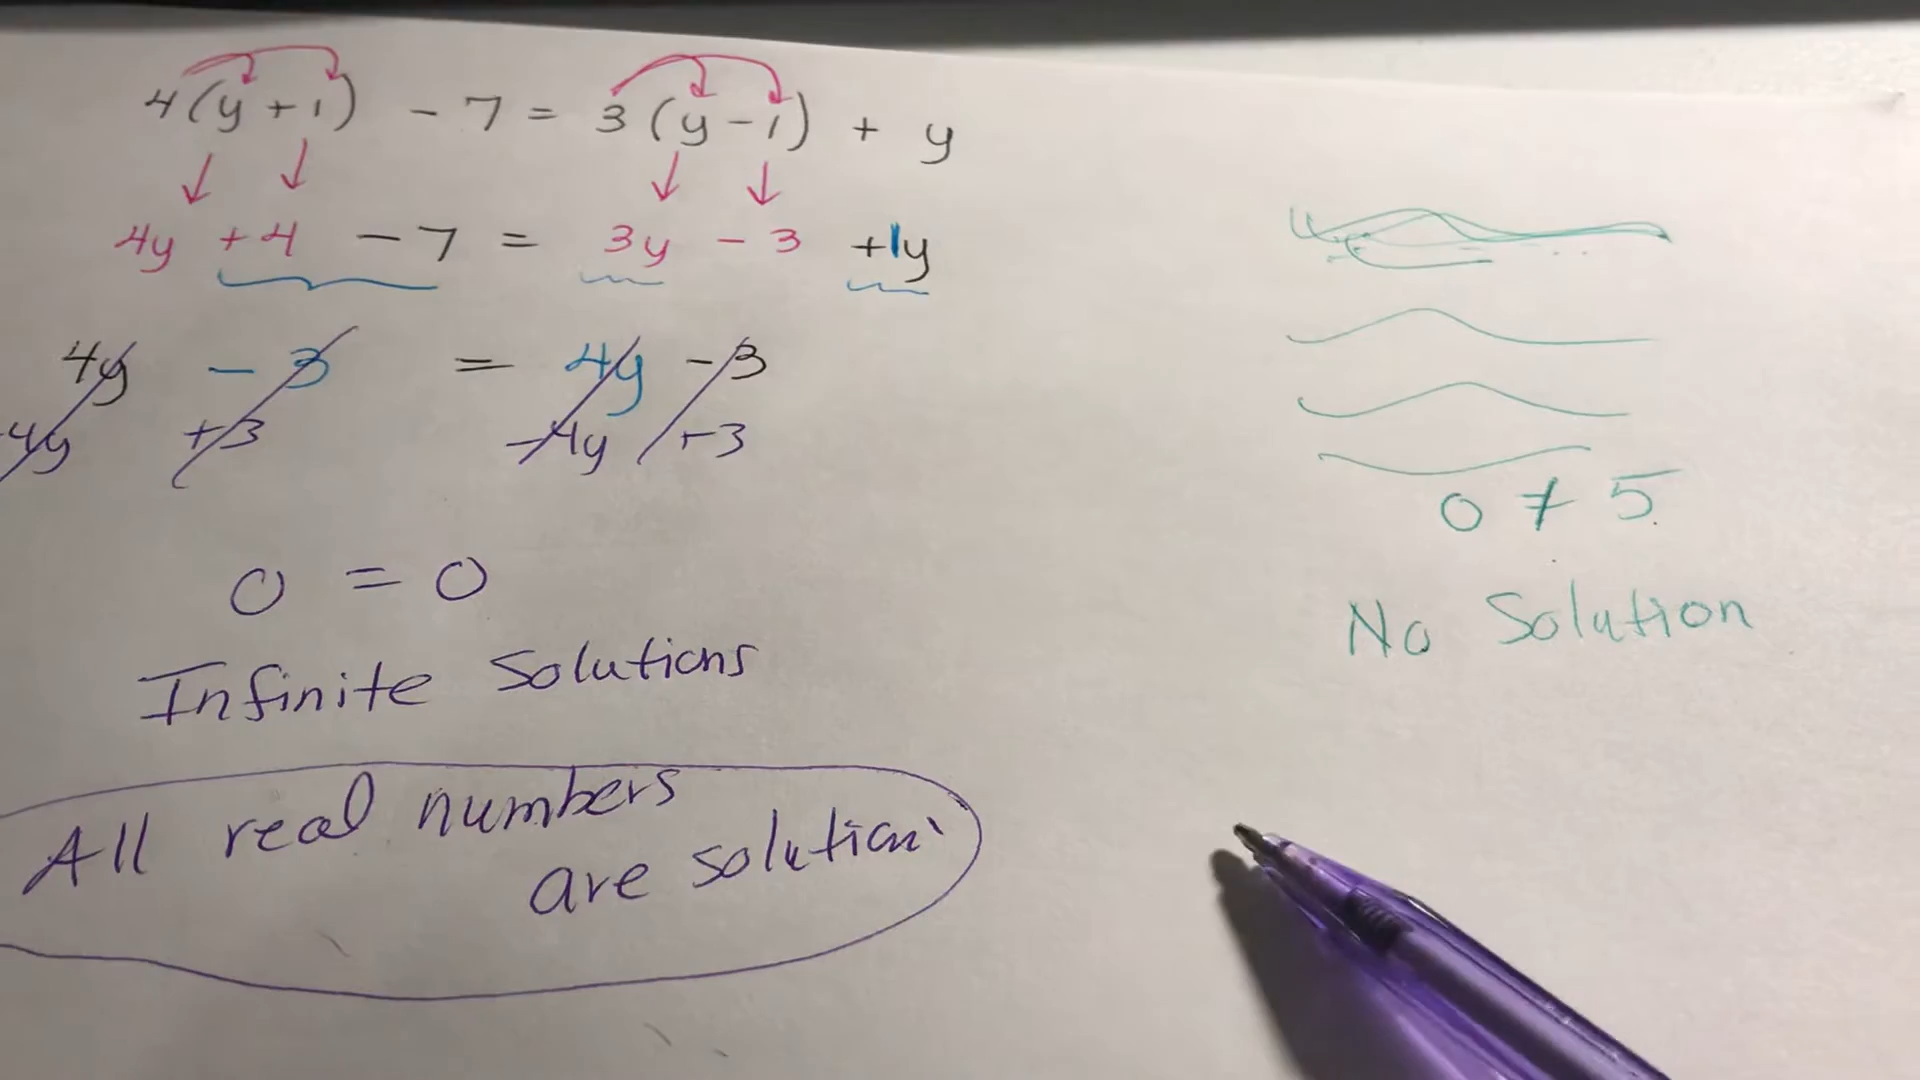 4(y+1) - 7 = 3(y-1) + y
4y +4 -7 = 3y - 3 +1y
4y - 3 = 4y -3
-4y +3 -4y +3
0 = 0
Infinite Solutions
All real numbers
are solution
0 ≠ 5
No Solution